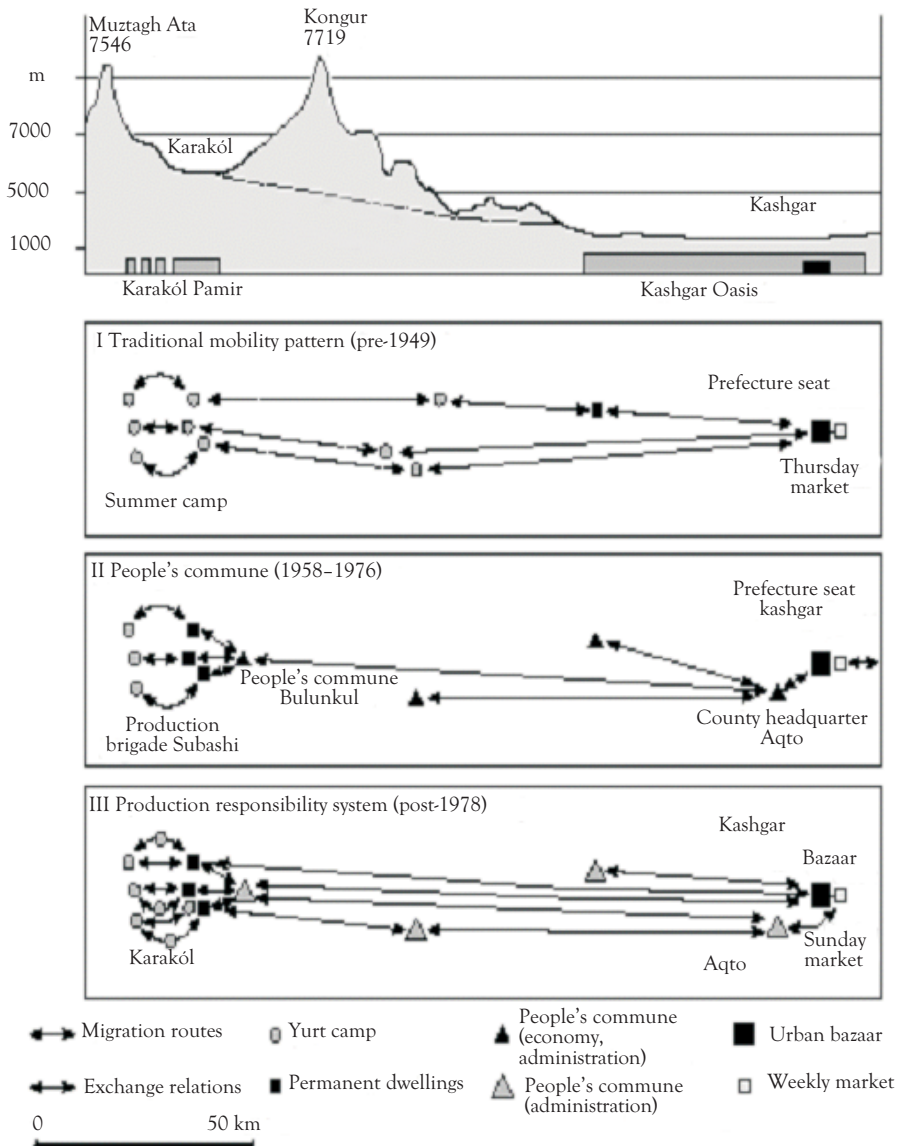 Muztagh Ata
7546
Kongur
7719
m
7000
5000
1000
Karakól
Kashgar
Karakól Pamir
Kashgar Oasis
I Traditional mobility pattern (pre-1949)
Prefecture seat
Thursday
market
Summer camp
II People's commune (1958–1976)
Prefecture seat
kashgar
People's commune
Bulunkul
Production
brigade Subashi
County headquarter
Aqto
III Production responsibility system (post-1978)
Kashgar
Bazaar
Sunday
market
Karakól
Aqto
Migration routes
Yurt camp
People's commune
(economy,
administration)
Urban bazaar
Exchange relations
Permanent dwellings
People's commune
(administration)
Weekly market
0
50 km